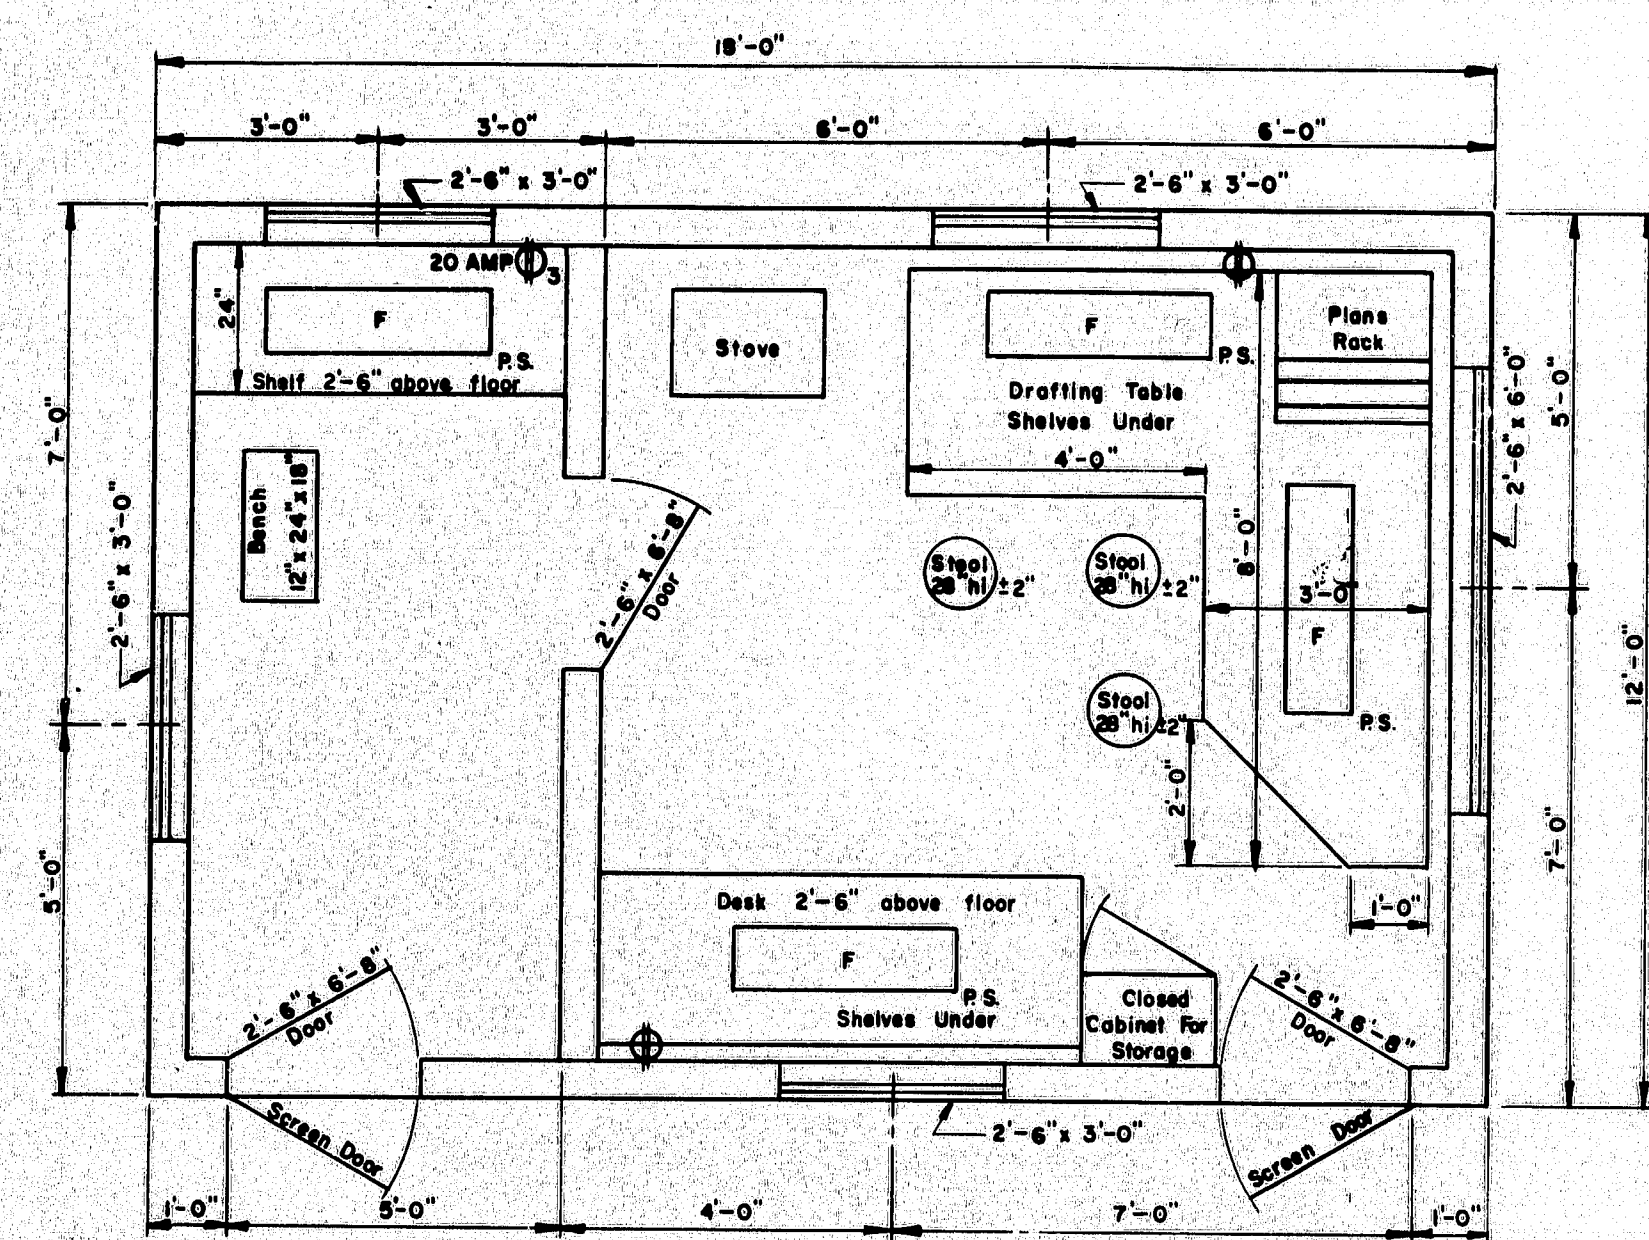 18'-0"
3'-0"
3'-0"
6'-0"
6'-0"
2'-6" x 3'-0"
2'-6" x 3'-0"
20 AMP
3
24"
F
P.S.
Shelf 2'-6" above floor
Stove
F
P.S.
Drafting Table
Shelves Under
4'-0"
Plans
Rack
2'-6" x 6'-0"
5'-0"
7'-0"
2'-6" x 3'-0"
Bench
12" x 24" x 18"
2'-6" x 6'-8"
Door
Stool
28" hi ±2"
Stool
28" hi ±2"
8'-0"
3'-0"
F
P.S.
12'-0"
Stool
28" hi ±2"
2'-0"
7'-0"
5'-0"
1'-0"
Desk 2'-6" above floor
F
P.S.
Shelves Under
Closed
Cabinet For
Storage
2'-6" x 6'-8"
Door
2'-6" x 6'-8"
Door
Screen Door
2'-6" x 3'-0"
Screen Door
1'-0"
5'-0"
4'-0"
7'-0"
1'-0"